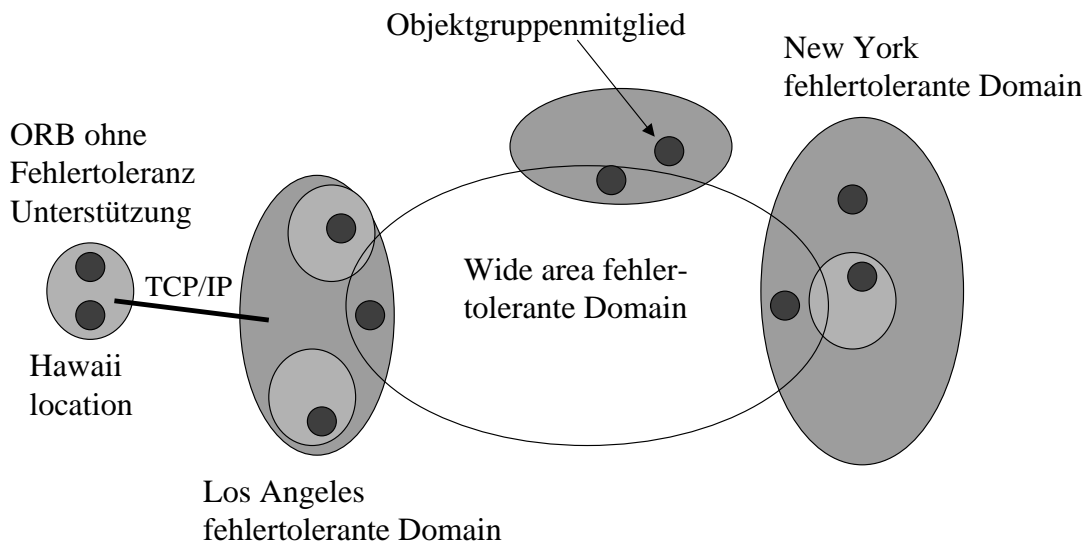 Objektgruppenmitglied
New York
fehlertolerante Domain
ORB ohne
Fehlertoleranz
Unterstützung
TCP/IP
Wide area fehler-
tolerante Domain
Hawaii
location
Los Angeles
fehlertolerante Domain